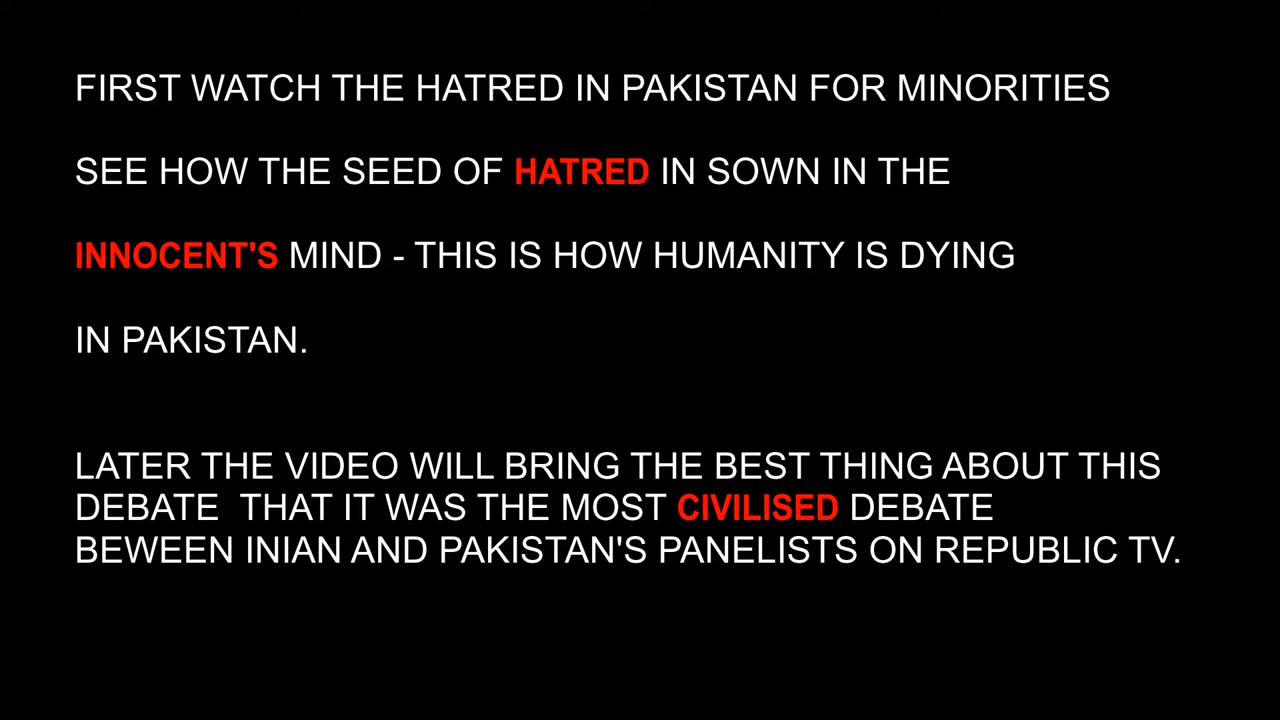 FIRST WATCH THE HATRED IN PAKISTAN FOR MINORITIES
SEE HOW THE SEED OF HATRED IN SOWN IN THE
INNOCENT'S MIND - THIS IS HOW HUMANITY IS DYING
IN PAKISTAN.
LATER THE VIDEO WILL BRING THE BEST THING ABOUT THIS
DEBATE THAT IT WAS THE MOST CIVILISED DEBATE
BEWEEN INIAN AND PAKISTAN'S PANELISTS ON REPUBLIC TV.